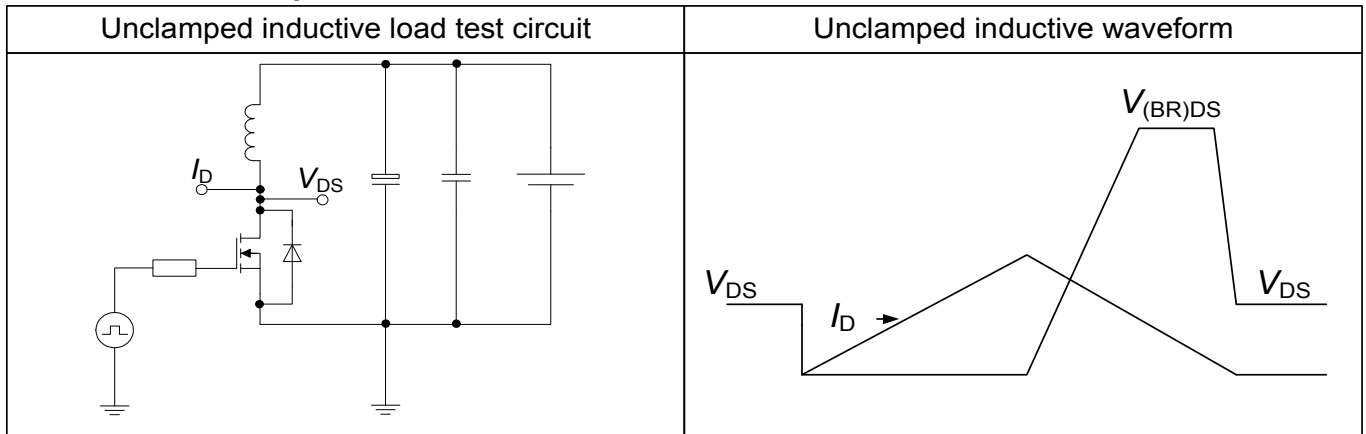 Unclamped inductive load test circuit
Unclamped inductive waveform
I_D
V_DS
V_(BR)DS
V_DS
I_D
V_DS